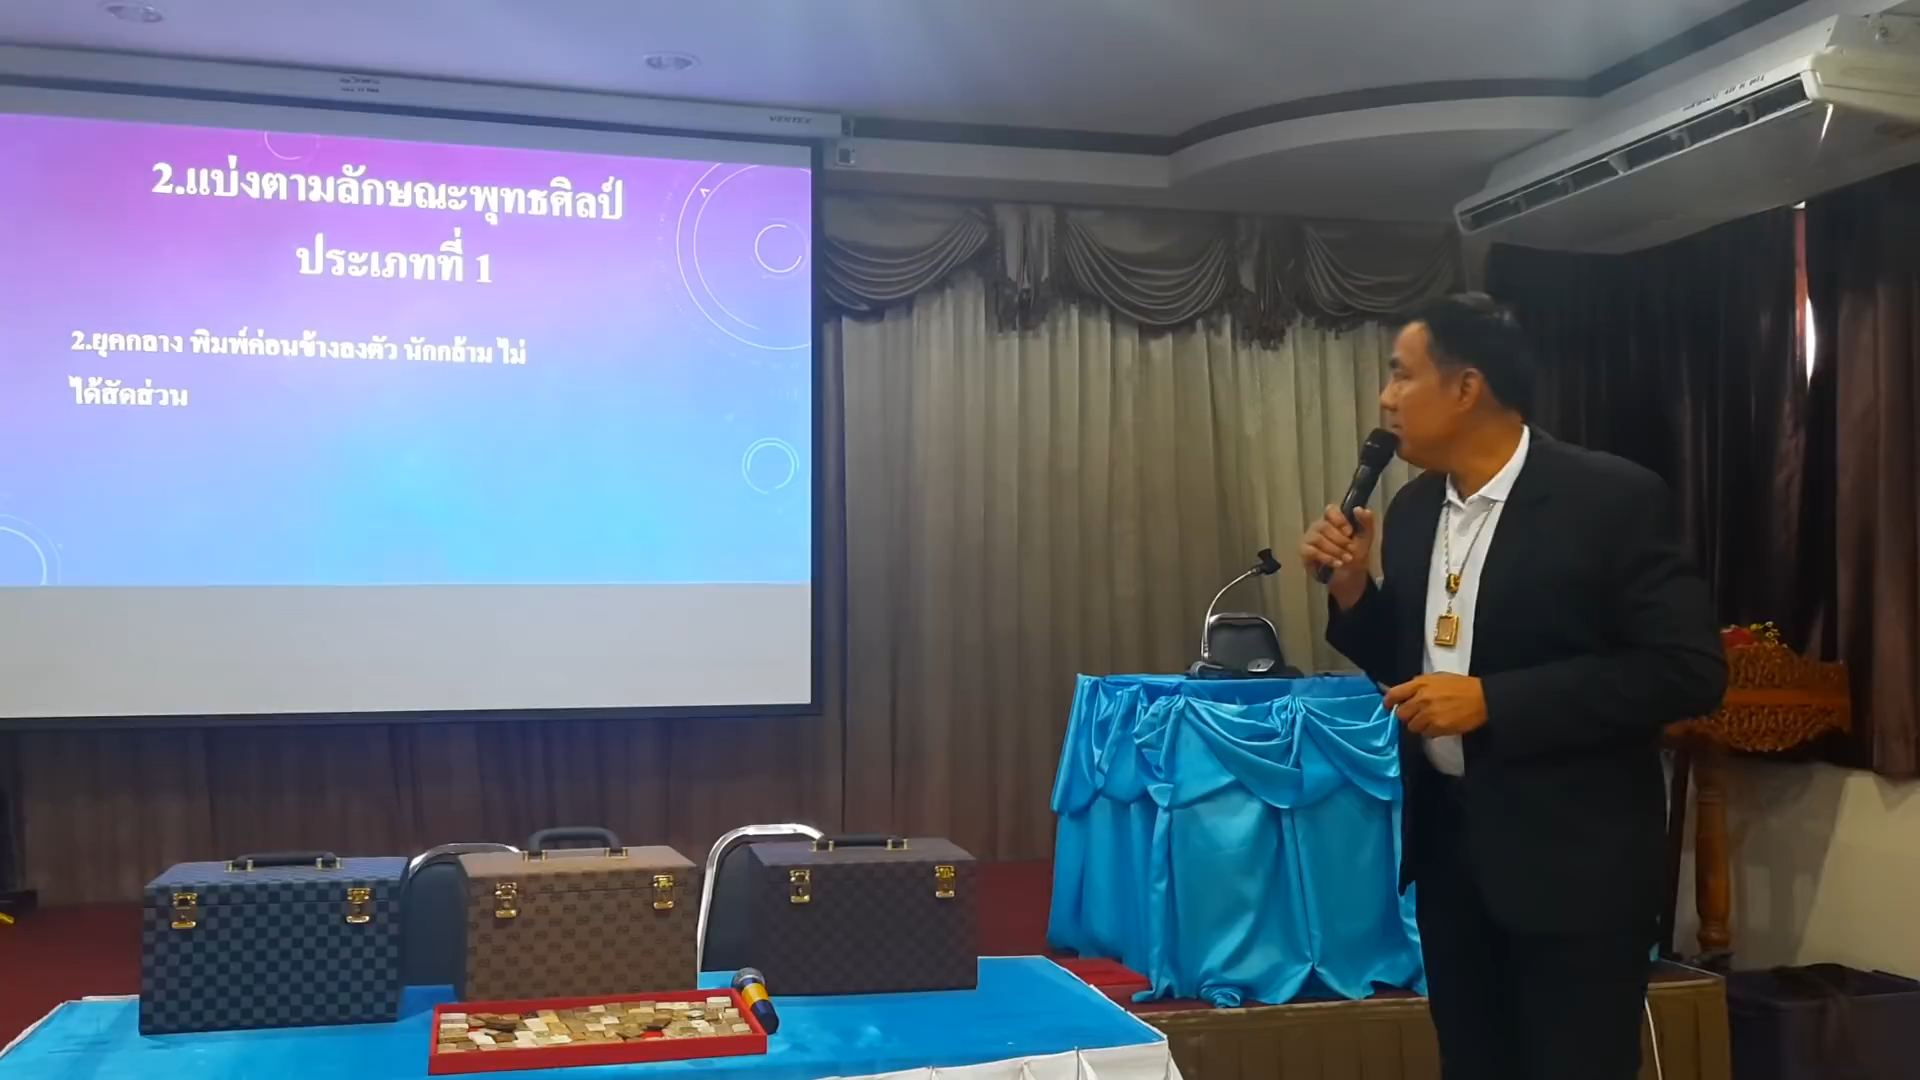 VERTEX
2.แบ่งตามลักษณะพุทธศิลป์
ประเภทที่ 1
2.ยุคกลาง พิมพ์ค่อนข้างลงตัว นักกล้าม ไม่
ได้สัดส่วน